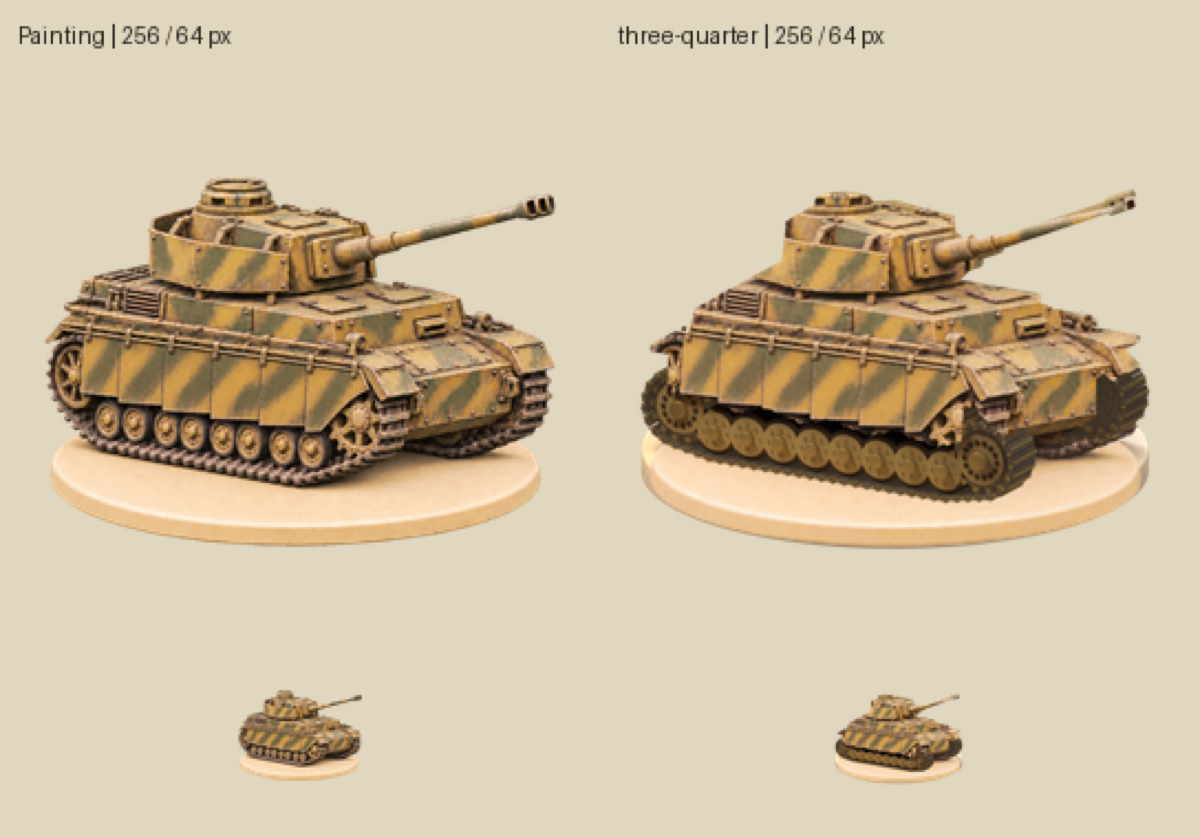 Painting | 256 / 64 px
three-quarter | 256 / 64 px